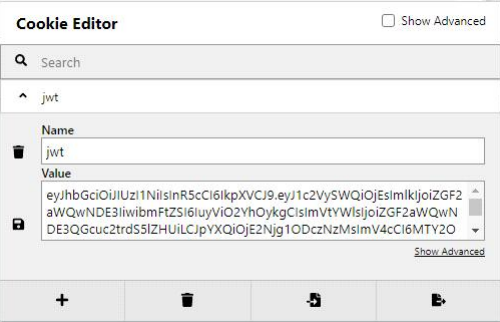 Cookie Editor
Show Advanced
Search
jwt
Name
jwt
Value
eyJhbGciOiJIUzI1NiIsInR5cCI6IkpXVCJ9.eyJ1c2VySWQiOjEsImlkIjoiZGF2
aWQwNDE3IiwibmFtZSI6IuyViO2YhOykgCIsImVtYWlsIjoiZGF2aWQwN
DE3QGcuc2trdS5lZHUiLCJpYXQiOjE2Njg1ODczNzMsImV4cCI6MTY2O
Show Advanced